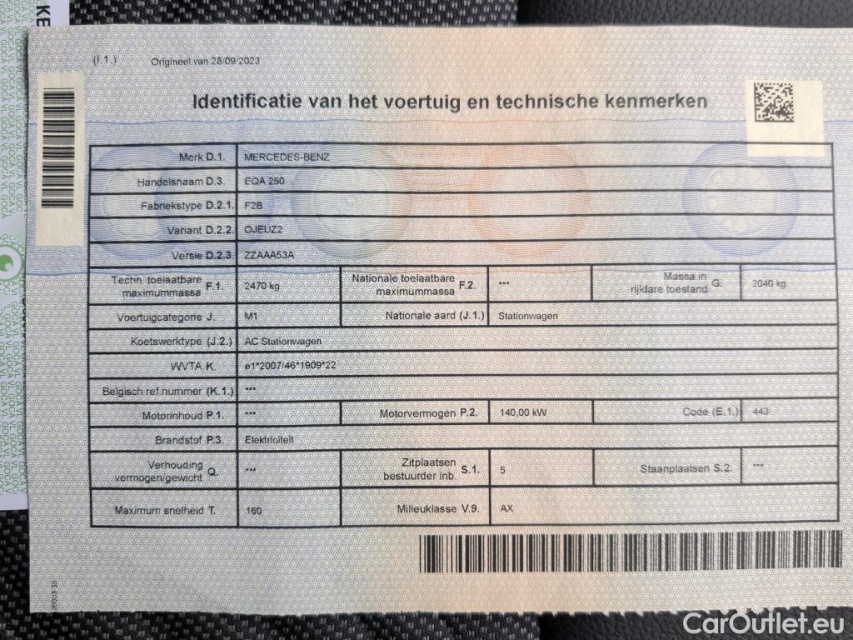 KE
(I.1.) Origineel van 28/09/2023
Identificatie van het voertuig en technische kenmerken
Merk D.1. MERCEDES-BENZ
Handelsnaam D.3. EQA 250
Fabriekstype D.2.1. F2B
Variant D.2.2. OJEUZ2
Versie D.2.3 ZZAAA53A
Techn. toelaatbare maximummassa F.1. 2470 kg Nationale toelaatbare maximummassa F.2. *** Massa in rijklare toestand G. 2040 kg
Voertuigcategorie J. M1 Nationale aard (J.1.) Stationwagen
Koetswerktype (J.2.) AC Stationwagen
WVTA K. e1*2007/46*1909*22
Belgisch ref.nummer (K.1.) ***
Motorinhoud P.1. *** Motorvermogen P.2. 140,00 kW Code (E.1.) 443
Brandstof P.3. Elektriciteit
Verhouding vermogen/gewicht Q. *** Zitplaatsen bestuurder inb. S.1. 5 Staanplaatsen S.2. ***
Maximum snelheid T. 160 Milieuklasse V.9. AX
CarOutlet.eu